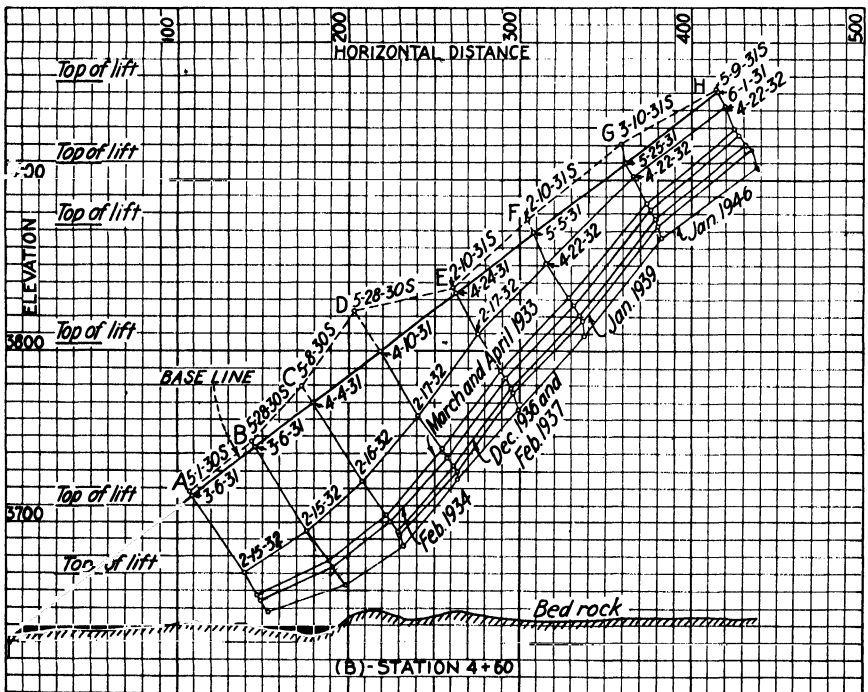 100 200 300 400 500
HORIZONTAL DISTANCE
Top of lift
H 5-9-31S
6-1-31
4-22-32
G 3-10-31S
5-25-31
4-22-32
Top of lift
F 2-10-31S
5-5-31
4-22-32
Top of lift
ELEVATION
Jan. 1946
E 2-10-31S
4-24-31
2-17-32
D 5-28-30S
4-10-31
2-17-32
Jan. 1939
Top of lift
3800
March and April 1933
C 5-8-30S
4-4-31
2-16-32
BASE LINE
B 5-28-30S
3-6-31
2-15-32
Dec. 1936 and
Feb. 1937
A 5-1-30S
3-6-31
2-15-32
Top of lift
3700
Feb. 1934
Top of lift
Bed rock
(B)-STATION 4+60